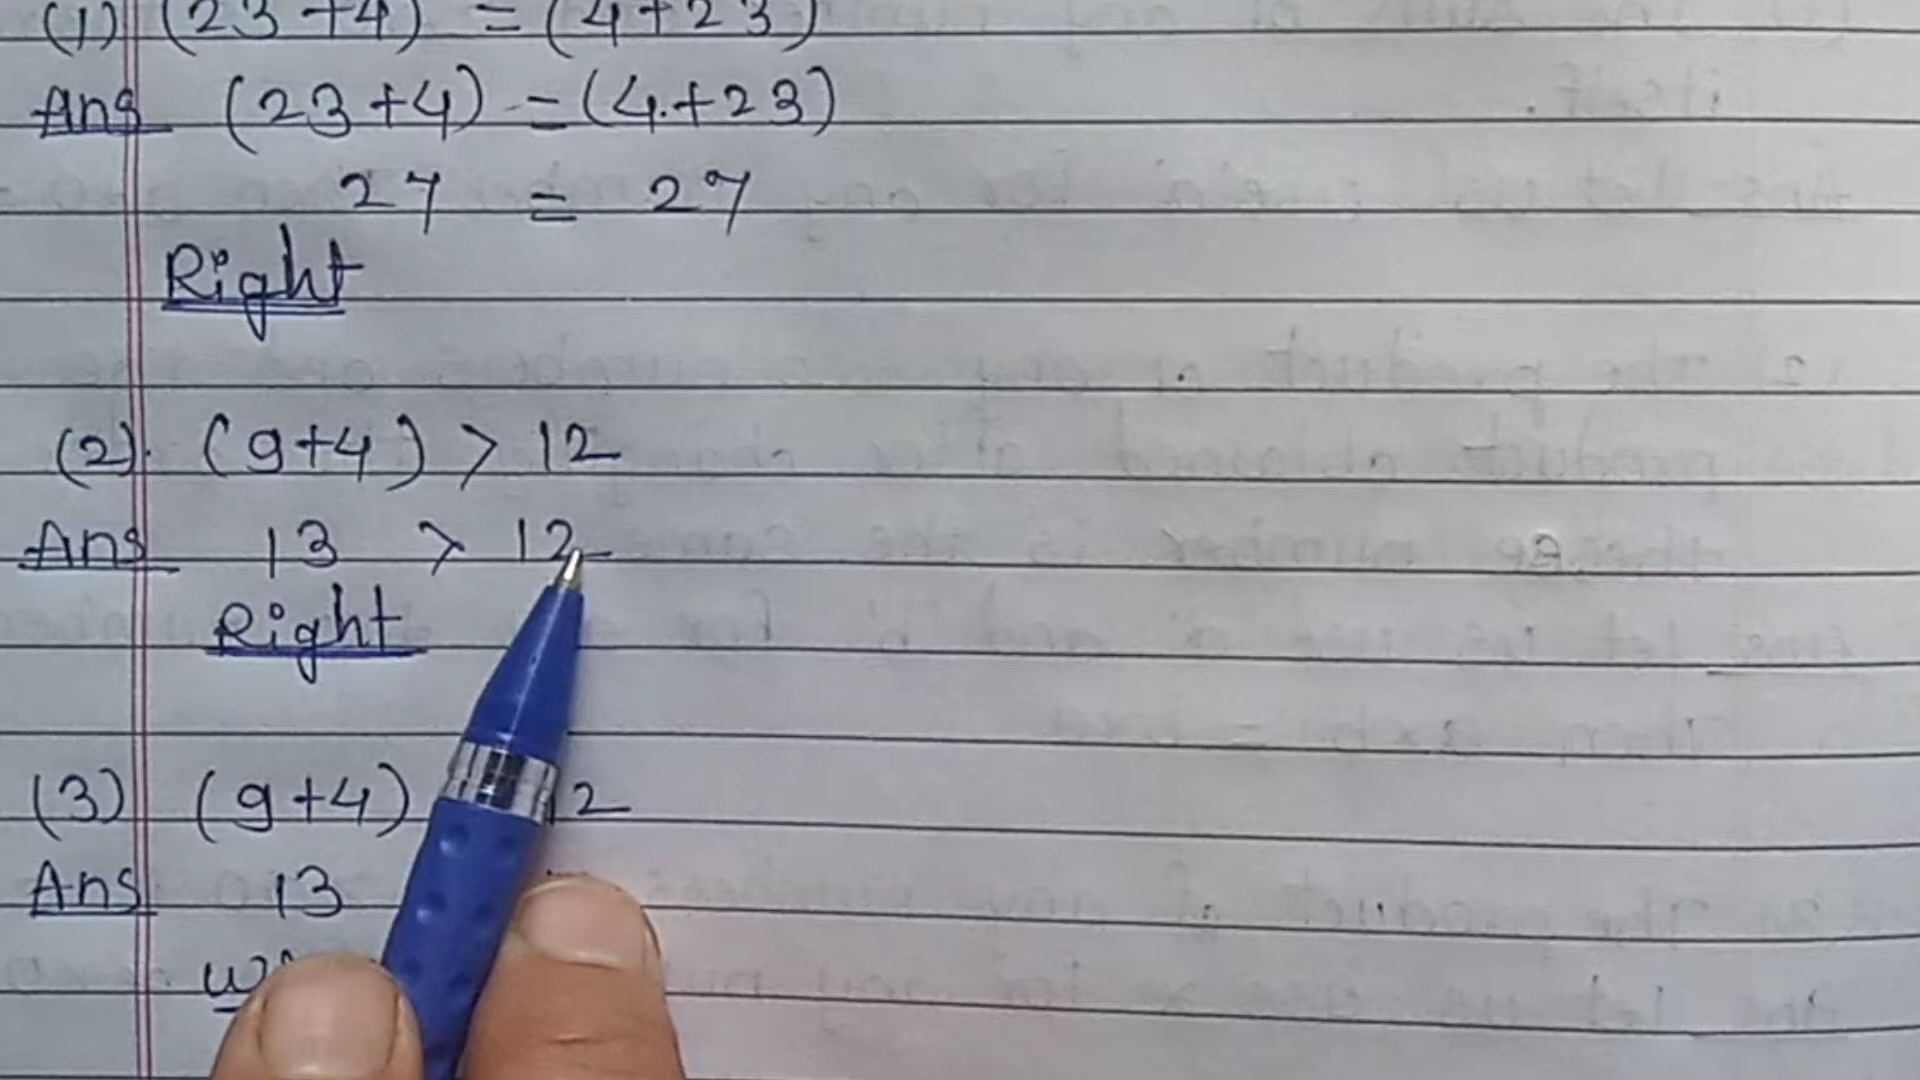 (1) (23+4) = (4+23)
Ans (23+4) = (4+23)
27 = 27
Right
(2) (9+4) > 12
Ans 13 > 12
Right
(3) (9+4) 12
Ans 13